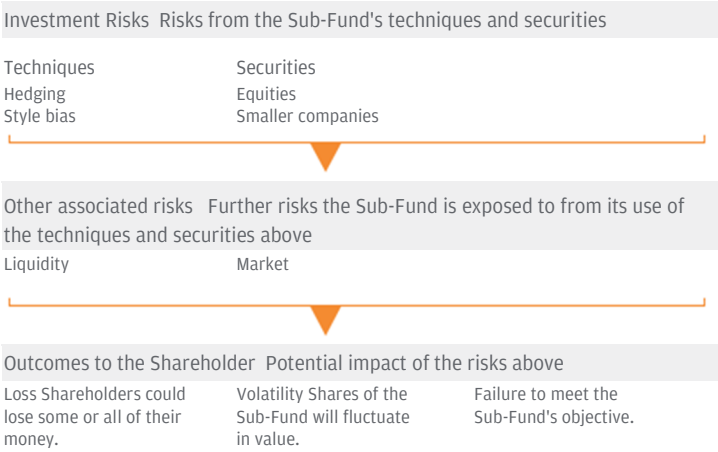 Investment Risks Risks from the Sub-Fund's techniques and securities
Techniques Securities
Hedging Equities
Style bias Smaller companies
Other associated risks Further risks the Sub-Fund is exposed to from its use of
the techniques and securities above
Liquidity Market
Outcomes to the Shareholder Potential impact of the risks above
Loss Shareholders could
lose some or all of their
money.
Volatility Shares of the
Sub-Fund will fluctuate
in value.
Failure to meet the
Sub-Fund's objective.